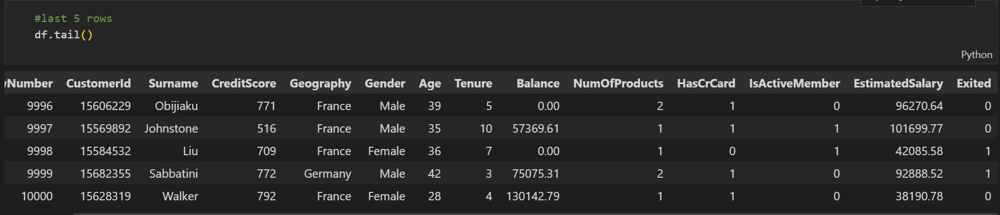 #last 5 rows
df.tail()
Python
wNumber CustomerId Surname CreditScore Geography Gender Age Tenure Balance NumOfProducts HasCrCard IsActiveMember EstimatedSalary Exited
9996 15606229 Obijiaku 771 France Male 39 5 0.00 2 1 0 96270.64 0
9997 15569892 Johnstone 516 France Male 35 10 57369.61 1 1 1 101699.77 0
9998 15584532 Liu 709 France Female 36 7 0.00 1 0 1 42085.58 1
9999 15682355 Sabbatini 772 Germany Male 42 3 75075.31 2 1 0 92888.52 1
10000 15628319 Walker 792 France Female 28 4 130142.79 1 1 0 38190.78 0